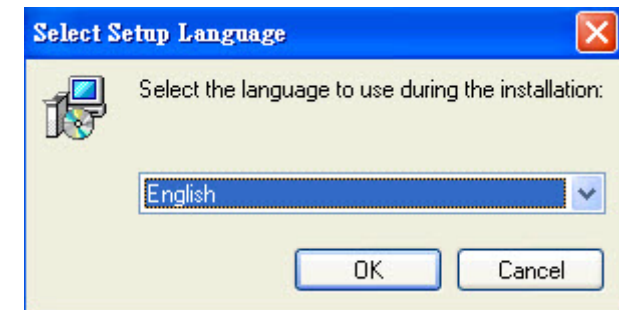 Select Setup Language
Select the language to use during the installation:
English
OK
Cancel